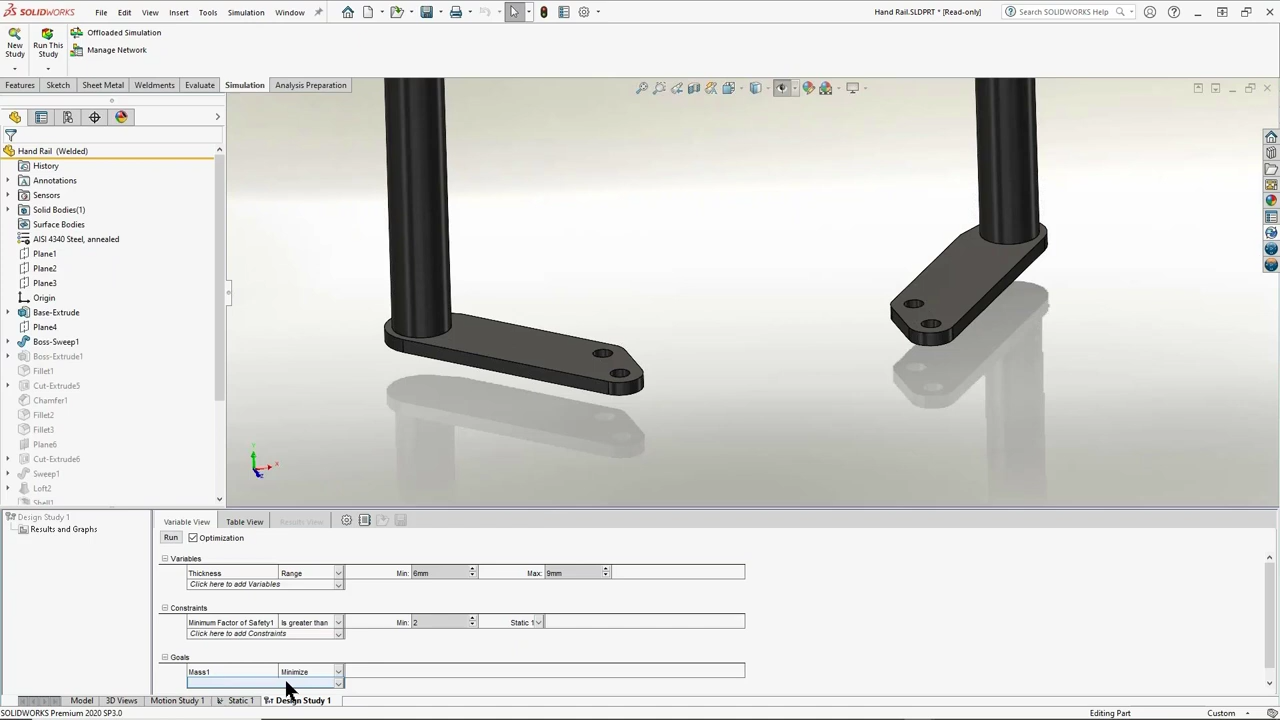 SOLIDWORKS File Edit View Insert Tools Simulation Window Hand Rail.SLDPRT * [Read-only] Search SOLIDWORKS Help
New Study
Run This Study
Offloaded Simulation
Manage Network
Features Sketch Sheet Metal Weldments Evaluate Simulation Analysis Preparation
Hand Rail (Welded)
History
Annotations
Sensors
Solid Bodies(1)
Surface Bodies
AISI 4340 Steel, annealed
Plane1
Plane2
Plane3
Origin
Base-Extrude
Plane4
Boss-Sweep1
Boss-Extrude1
Fillet1
Cut-Extrude5
Chamfer1
Fillet2
Fillet3
Plane6
Cut-Extrude6
Sweep1
Loft2
Shell1
Design Study 1
Results and Graphs
Variable View Table View Results View
Run Optimization
Variables
Thickness Range Min: 6mm Max: 9mm
Click here to add Variables
Constraints
Minimum Factor of Safety1 Is greater than Min: 2 Static 1
Click here to add Constraints
Goals
Mass1 Minimize
Model 3D Views Motion Study 1 Static 1 Design Study 1
SOLIDWORKS Premium 2020 SP3.0 Editing Part Custom